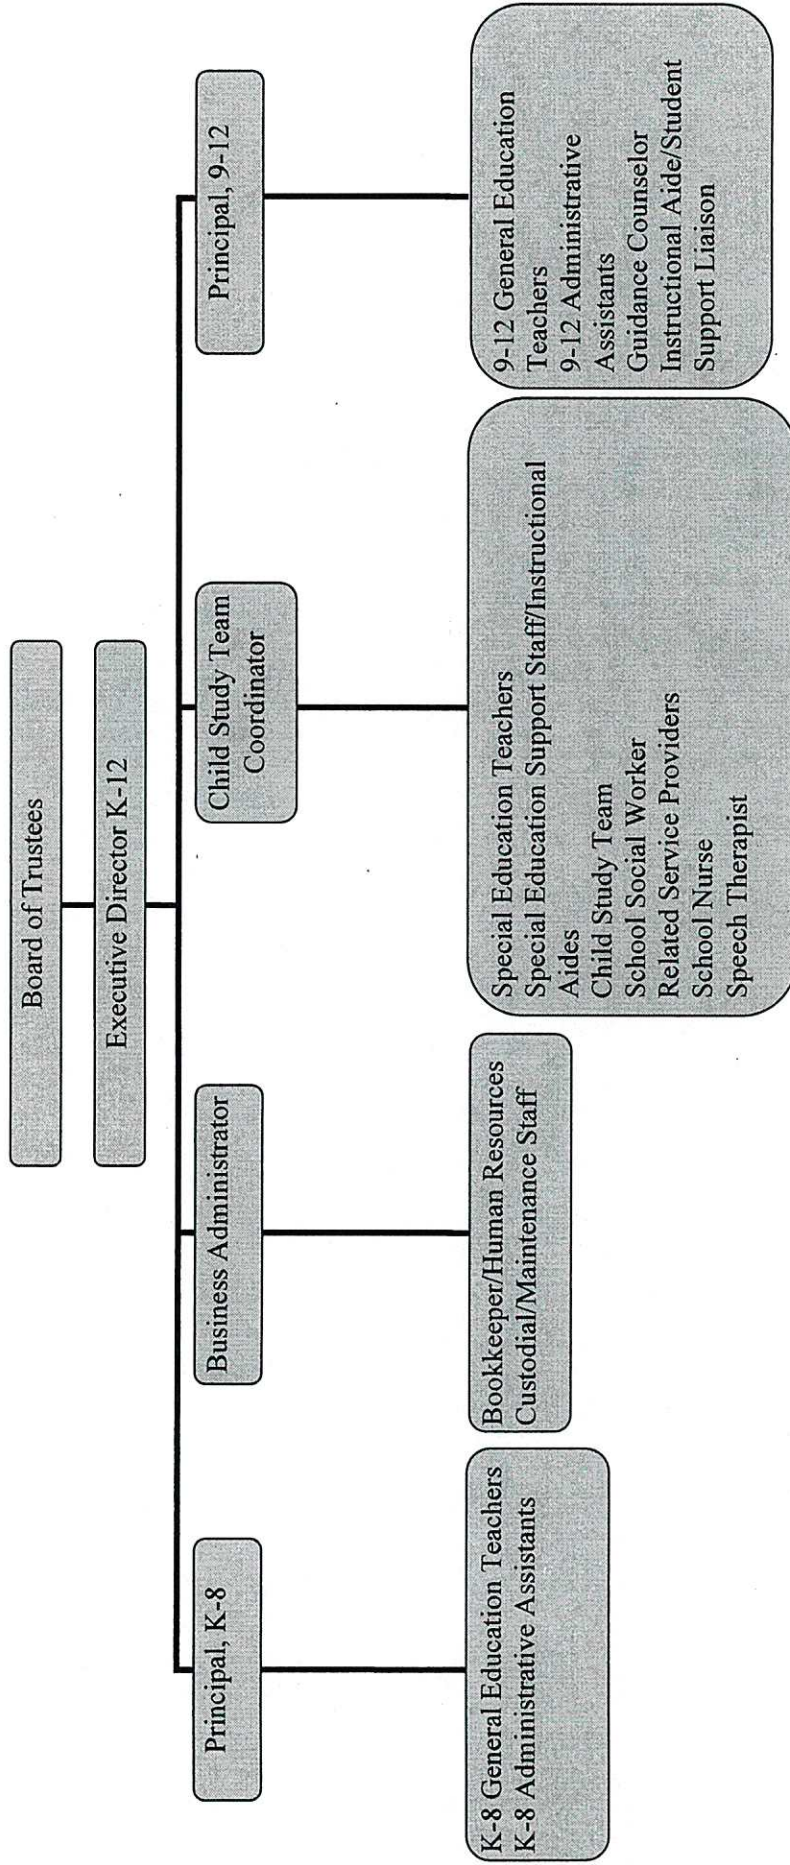 Board of Trustees
Executive Director K-12
Principal, K-8
Business Administrator
Child Study Team
Coordinator
Principal, 9-12
K-8 General Education Teachers
K-8 Administrative Assistants
Bookkeeper/Human Resources
Custodial/Maintenance Staff
Special Education Teachers
Special Education Support Staff/Instructional
Aides
Child Study Team
School Social Worker
Related Service Providers
School Nurse
Speech Therapist
9-12 General Education
Teachers
9-12 Administrative
Assistants
Guidance Counselor
Instructional Aide/Student
Support Liaison